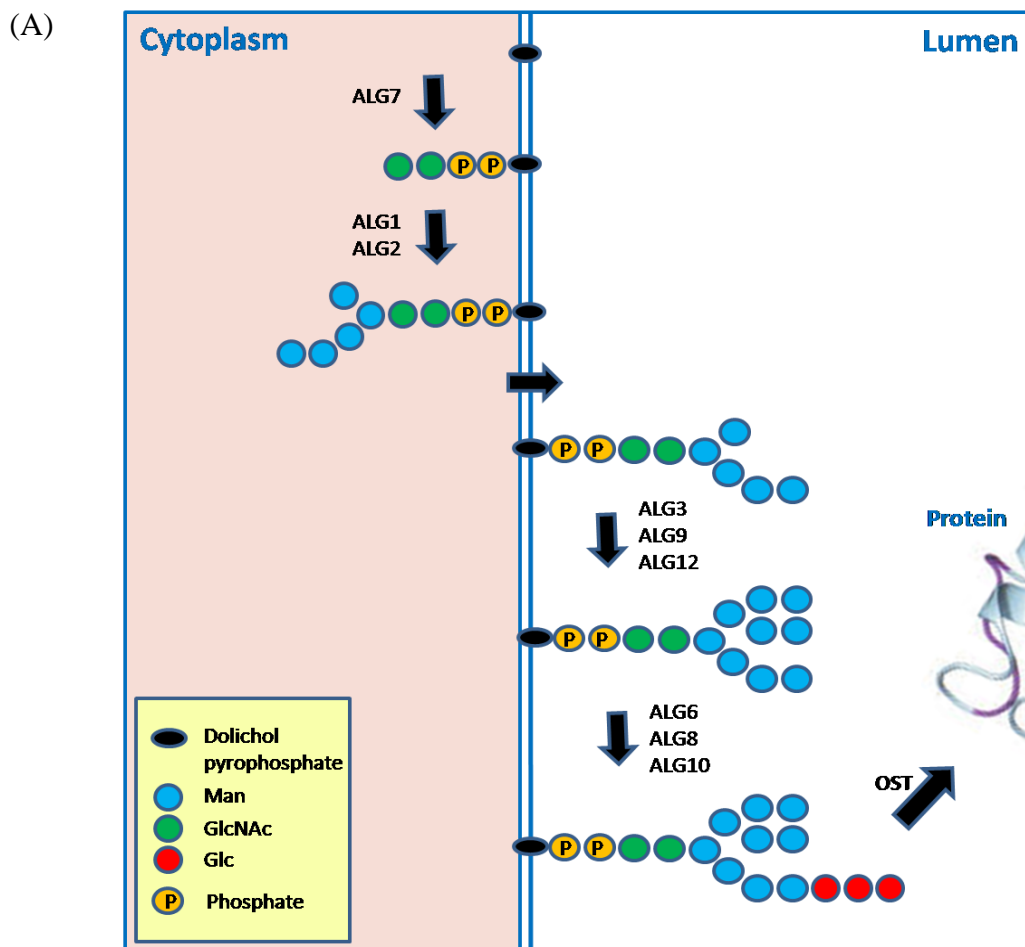 (A)
Cytoplasm
Lumen
ALG7
P P
ALG1
ALG2
P P
P P
ALG3
ALG9
ALG12
Protein
P P
ALG6
ALG8
ALG10
OST
P P
Dolichol
pyrophosphate
Man
GlcNAc
Glc
P Phosphate